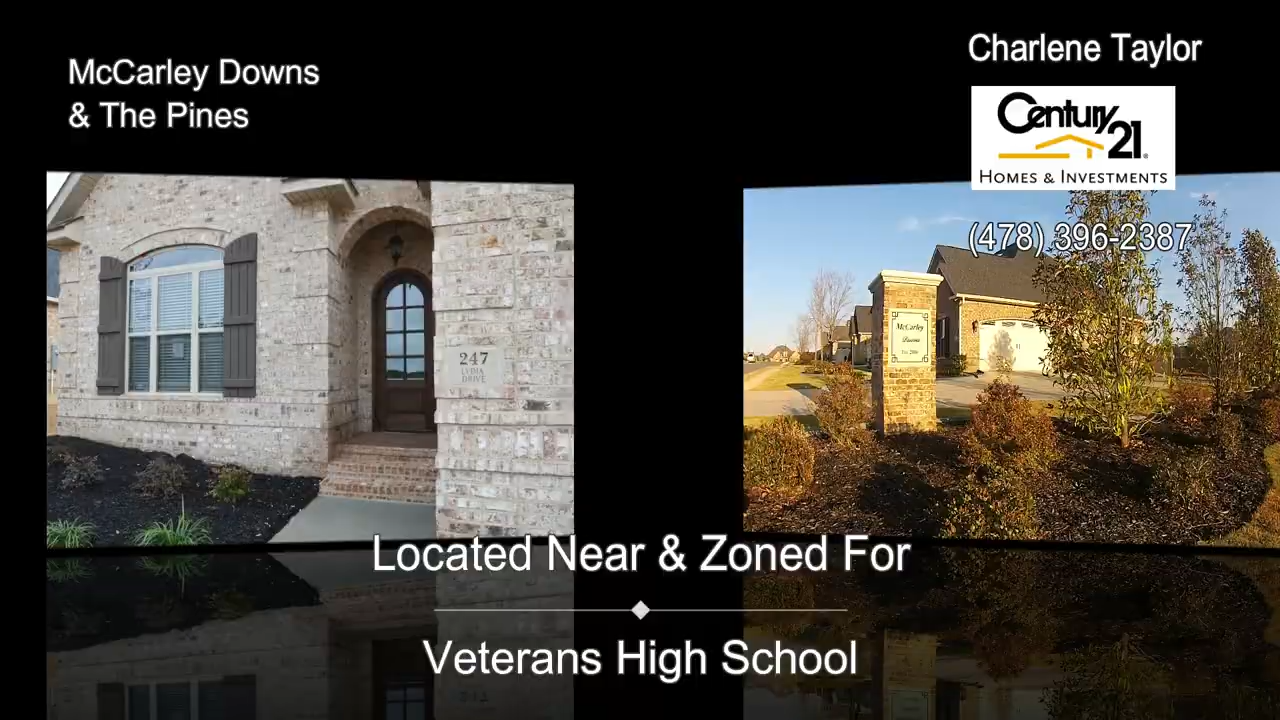 McCarley Downs
& The Pines
Charlene Taylor
CENTURY 21®
HOMES & INVESTMENTS
(478) 396-2387
247
LYDIA
DRIVE
McCarley
Downs
Located Near & Zoned For
Veterans High School